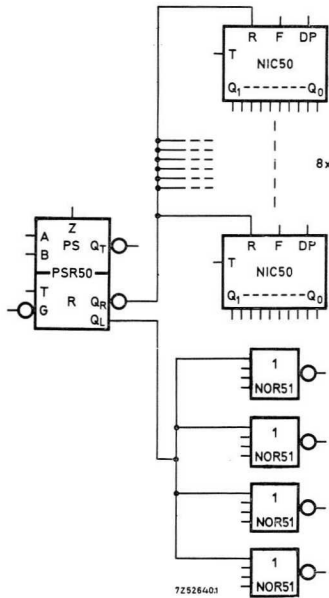 R F DP
T
NIC50
Q1 Q0
8x
R F DP
T
NIC50
Q1 Q0
Z
A PS QT
B
PSR50
T R QR
G QL
1
NOR51
1
NOR51
1
NOR51
1
NOR51
7Z52640.1